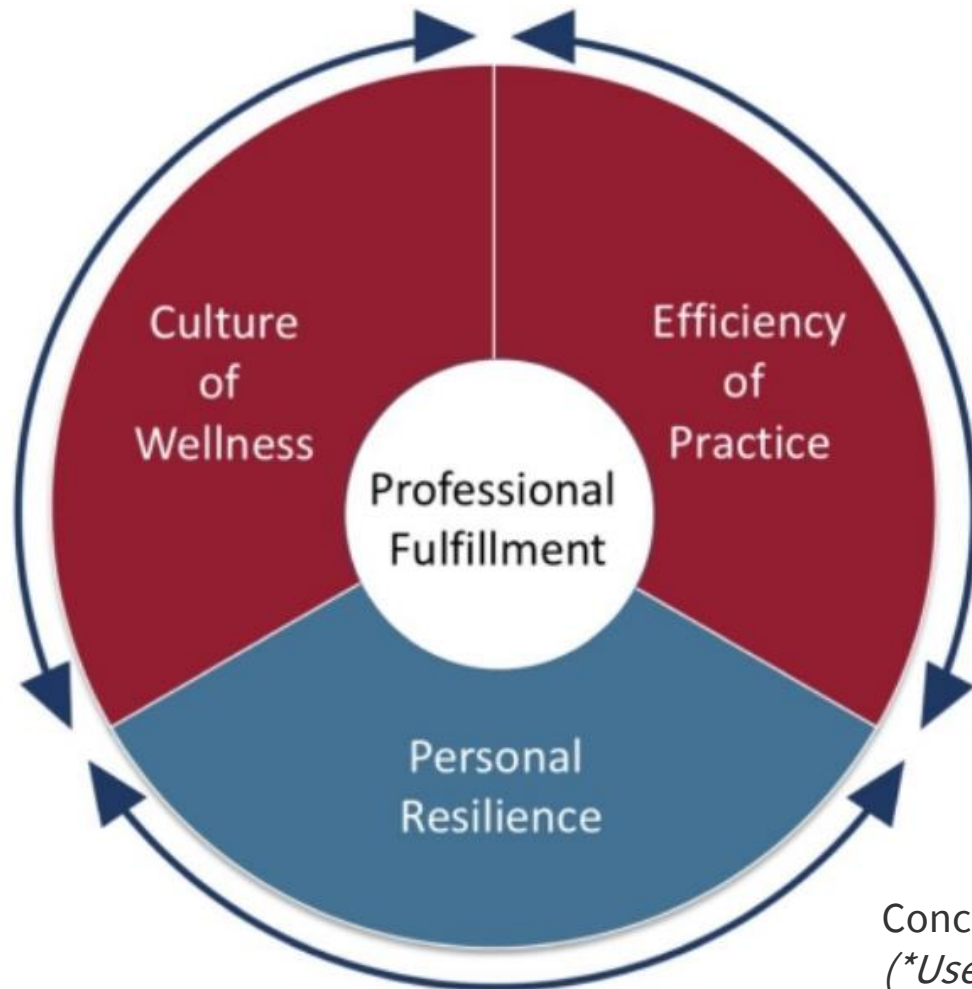 Culture
of
Wellness
Efficiency
of
Practice
Professional
Fulfillment
Personal
Resilience
Conc
(*Use